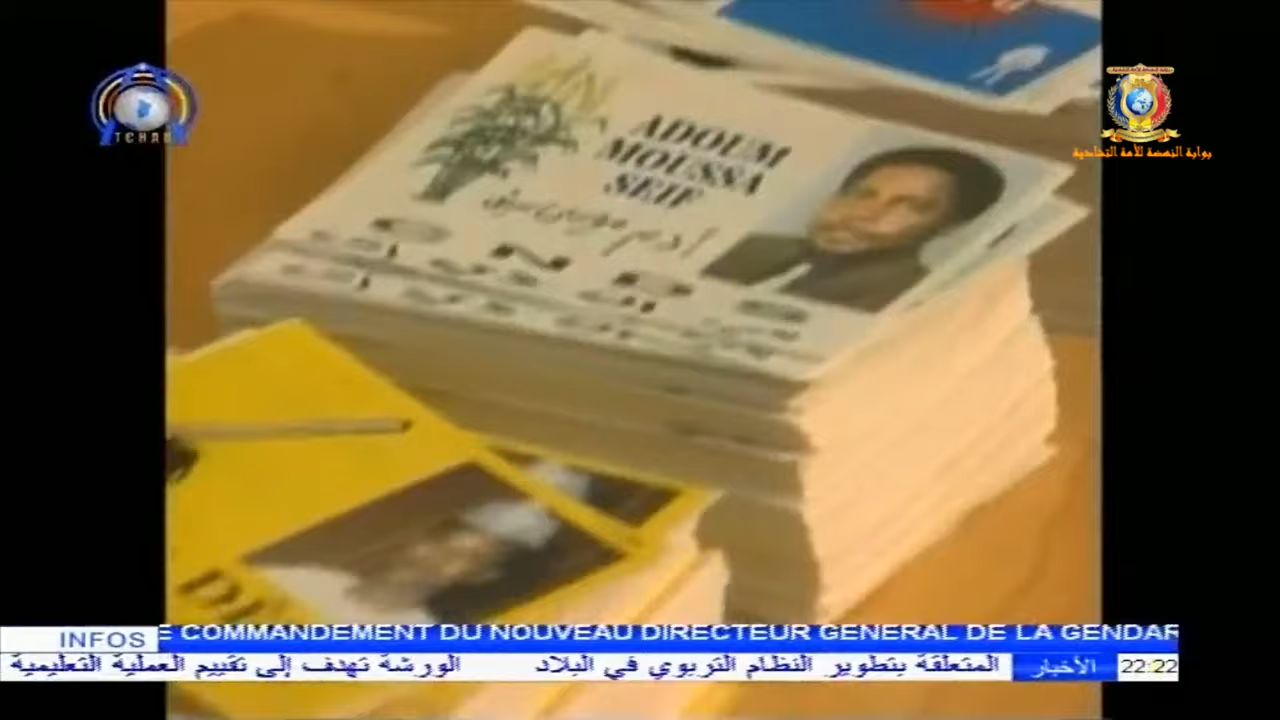 TCHAD
بوابة النهضة للأمة التشادية
ADOUM
MOUSSA
SEIF
أدم موسى سيف
INFOS
COMMANDEMENT DU NOUVEAU DIRECTEUR GENERAL DE LA GENDAR
المتعلقة بتطوير النظام التربوي في البلاد الورشة تهدف إلى تقييم العملية التعليمية
الأخبار
22:22